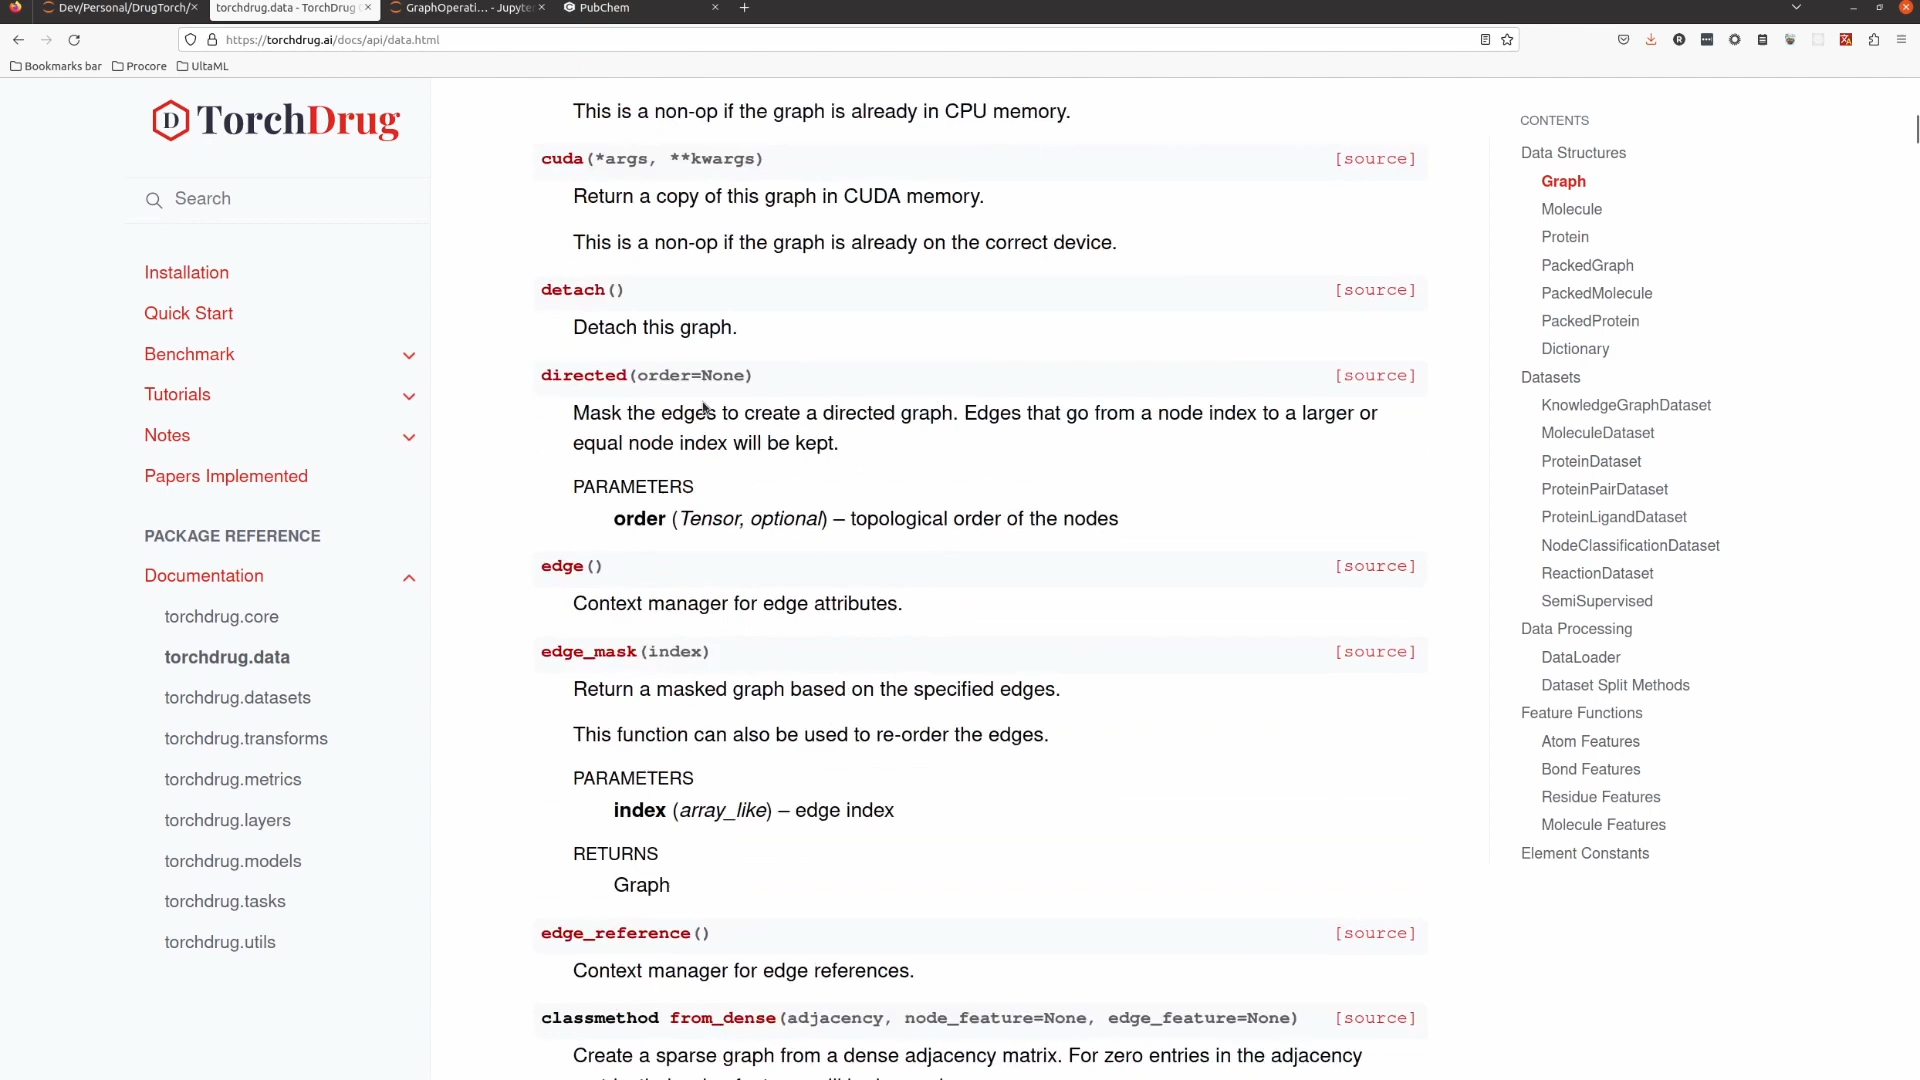 Dev/Personal/DrugTorch/
torchdrug.data - TorchDrug
GraphOperati… - Jupyte
PubChem
https://torchdrug.ai/docs/api/data.html
Bookmarks bar
Procore
UltaML
TorchDrug
Search
Installation
Quick Start
Benchmark
Tutorials
Notes
Papers Implemented
PACKAGE REFERENCE
Documentation
torchdrug.core
torchdrug.data
torchdrug.datasets
torchdrug.transforms
torchdrug.metrics
torchdrug.layers
torchdrug.models
torchdrug.tasks
torchdrug.utils
This is a non-op if the graph is already in CPU memory.
cuda(*args, **kwargs) [source]
Return a copy of this graph in CUDA memory.
This is a non-op if the graph is already on the correct device.
detach() [source]
Detach this graph.
directed(order=None) [source]
Mask the edges to create a directed graph. Edges that go from a node index to a larger or
equal node index will be kept.
PARAMETERS
order (Tensor, optional) – topological order of the nodes
edge() [source]
Context manager for edge attributes.
edge_mask(index) [source]
Return a masked graph based on the specified edges.
This function can also be used to re-order the edges.
PARAMETERS
index (array_like) – edge index
RETURNS
Graph
edge_reference() [source]
Context manager for edge references.
classmethod from_dense(adjacency, node_feature=None, edge_feature=None) [source]
Create a sparse graph from a dense adjacency matrix. For zero entries in the adjacency
CONTENTS
Data Structures
Graph
Molecule
Protein
PackedGraph
PackedMolecule
PackedProtein
Dictionary
Datasets
KnowledgeGraphDataset
MoleculeDataset
ProteinDataset
ProteinPairDataset
ProteinLigandDataset
NodeClassificationDataset
ReactionDataset
SemiSupervised
Data Processing
DataLoader
Dataset Split Methods
Feature Functions
Atom Features
Bond Features
Residue Features
Molecule Features
Element Constants